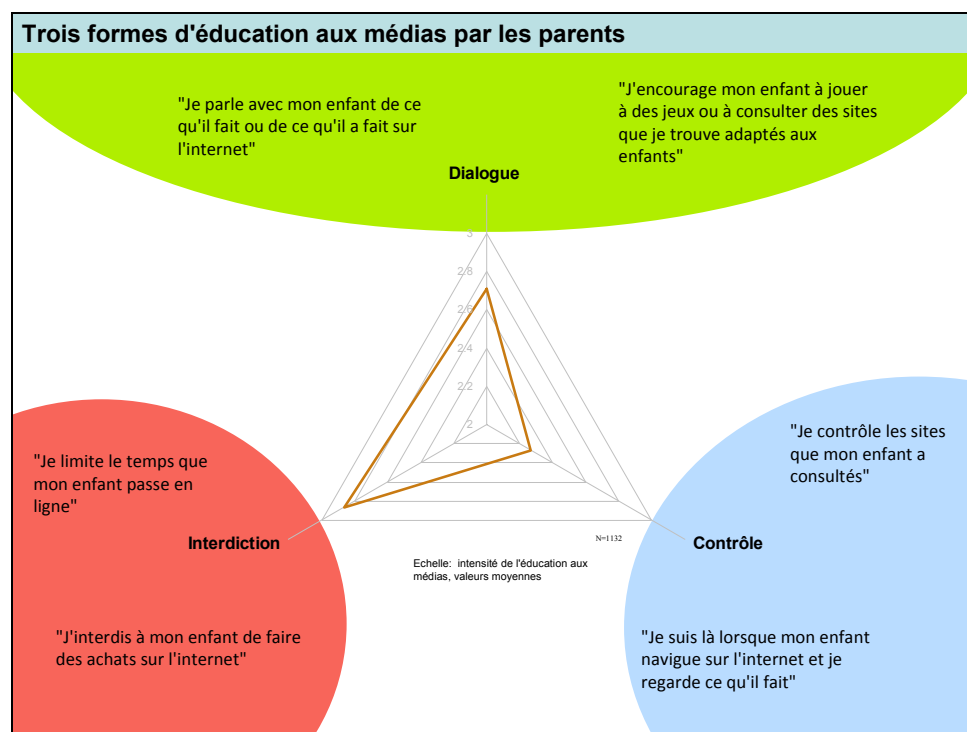 Trois formes d'éducation aux médias par les parents
"Je parle avec mon enfant de ce
qu'il fait ou de ce qu'il a fait sur
l'internet"
"J'encourage mon enfant à jouer
à des jeux ou à consulter des sites
que je trouve adaptés aux
enfants"
Dialogue
3
2,8
2,6
2,4
2,2
2
"Je limite le temps que
mon enfant passe en
ligne"
"Je contrôle les sites
que mon enfant a
consultés"
Interdiction
N=1132
Contrôle
Echelle: intensité de l'éducation aux
médias, valeurs moyennes
"J'interdis à mon enfant de faire
des achats sur l'internet"
"Je suis là lorsque mon enfant
navigue sur l'internet et je
regarde ce qu'il fait"